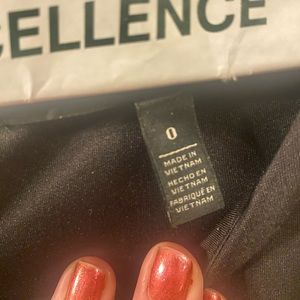 CELLENCE
0
MADE IN
VIETNAM
HECHO EN
VIETNAM
FABRIQUÉ EN
VIETNAM